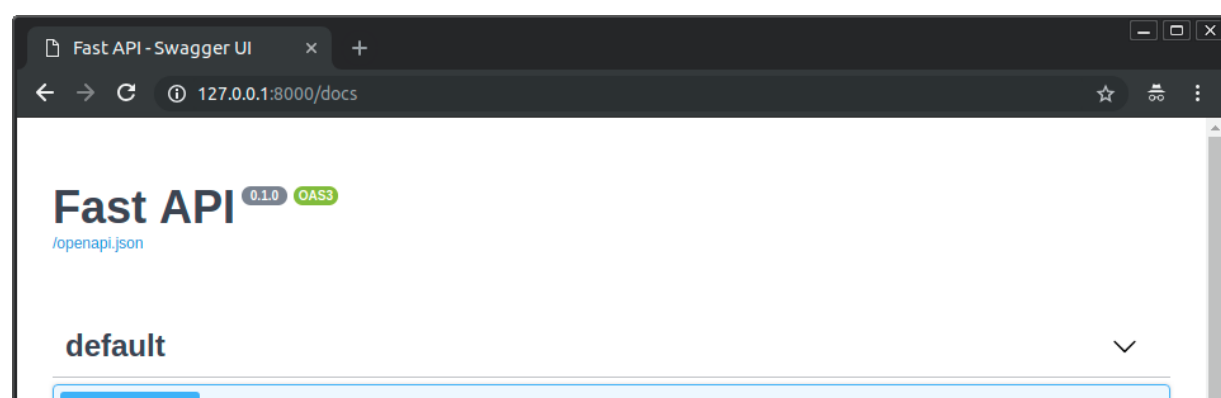 Fast API - Swagger UI
127.0.0.1:8000/docs
Fast API 0.1.0 OAS3
/openapi.json
default